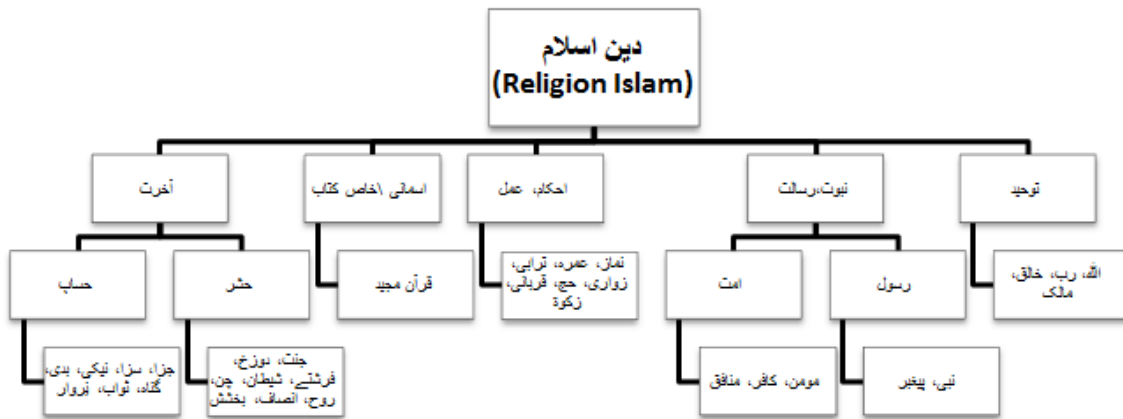 دین اسلام
(Religion Islam)
توحید
نبوت،رسالت
احکام، عمل
اسمانی \خاص کتاب
آخرت
اللہ، رب، خالق،
مالک
رسول
امت
نماز، عمرہ، ترابی،
زواری، حج، قربانی،
زکوۃ
قرآن مجید
حشر
حساب
نبی، پیغبر
مومن، کافر، منافق
جنت، دوزخ،
فرشتے، شیطان، جن،
روح، انصاف، بخشش
جزا، سزا، نیکی، بدی،
گناہ، ثواب،